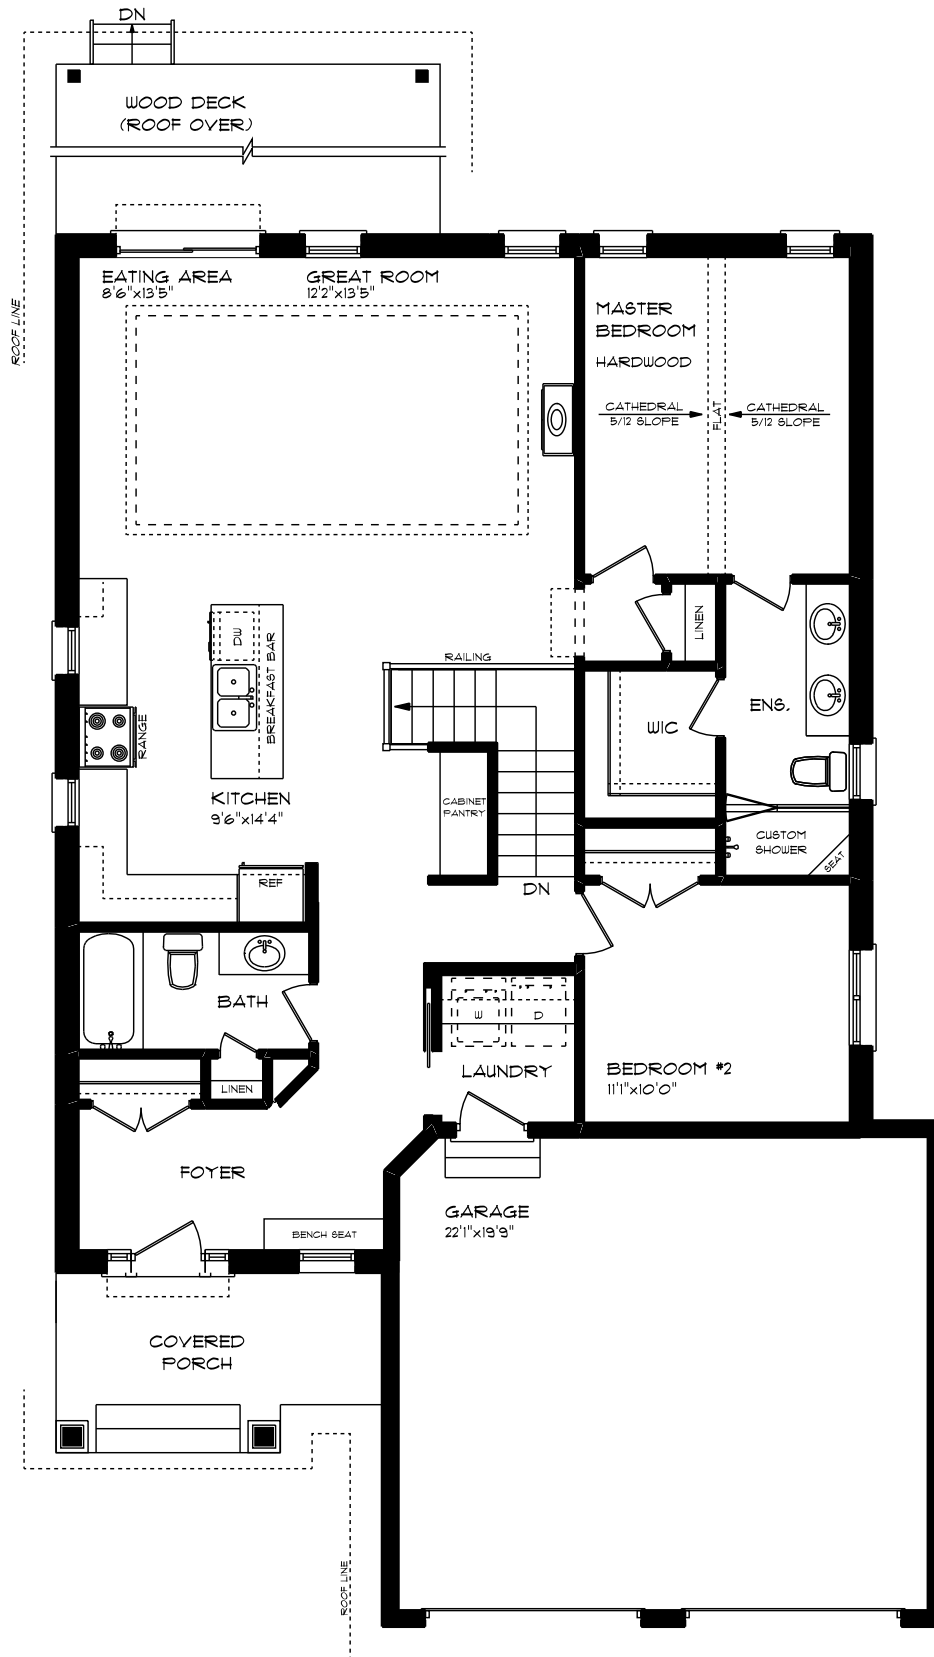 DN
WOOD DECK
(ROOF OVER)
ROOF LINE
EATING AREA
8'6"x13'5"
GREAT ROOM
12'2"x13'5"
MASTER
BEDROOM
HARDWOOD
CATHEDRAL
5/12 SLOPE
FLAT
CATHEDRAL
5/12 SLOPE
LINEN
DW
BREAKFAST BAR
RAILING
RANGE
WIC
ENS.
KITCHEN
9'6"x14'4"
CABINET
PANTRY
CUSTOM
SHOWER
SEAT
REF
DN
BATH
W
D
LAUNDRY
BEDROOM #2
11'1"x10'0"
LINEN
FOYER
BENCH SEAT
GARAGE
22'1"x19'9"
COVERED
PORCH
ROOF LINE